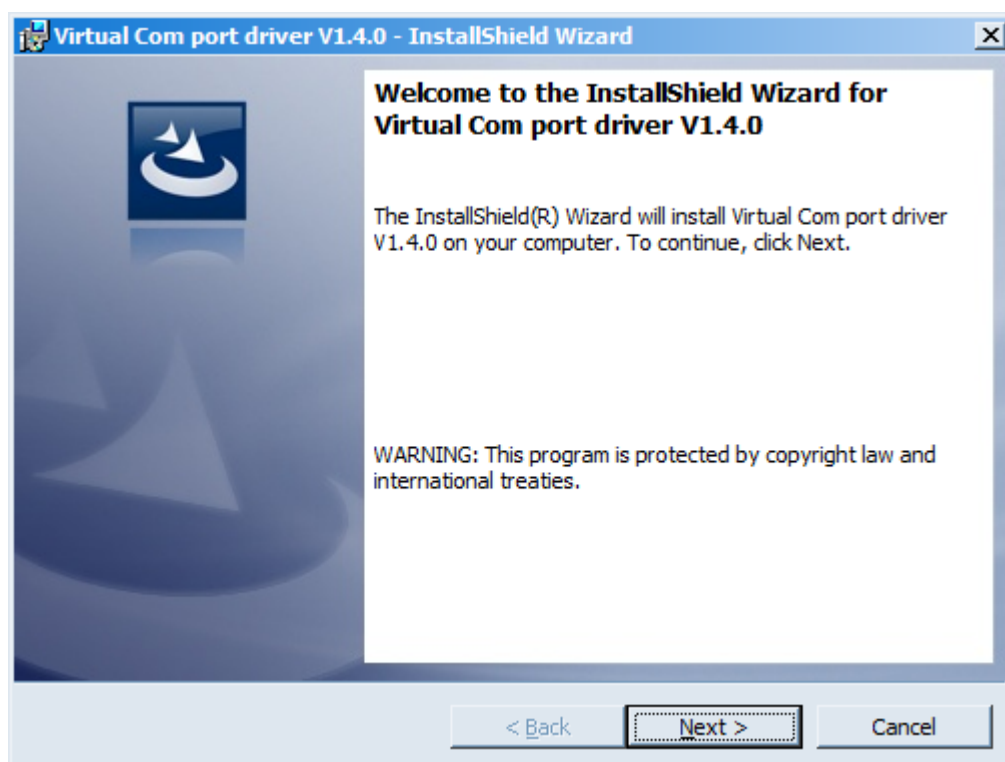 Virtual Com port driver V1.4.0 - InstallShield Wizard
Welcome to the InstallShield Wizard for
Virtual Com port driver V1.4.0
The InstallShield(R) Wizard will install Virtual Com port driver
V1.4.0 on your computer. To continue, click Next.
WARNING: This program is protected by copyright law and
international treaties.
< Back
Next >
Cancel